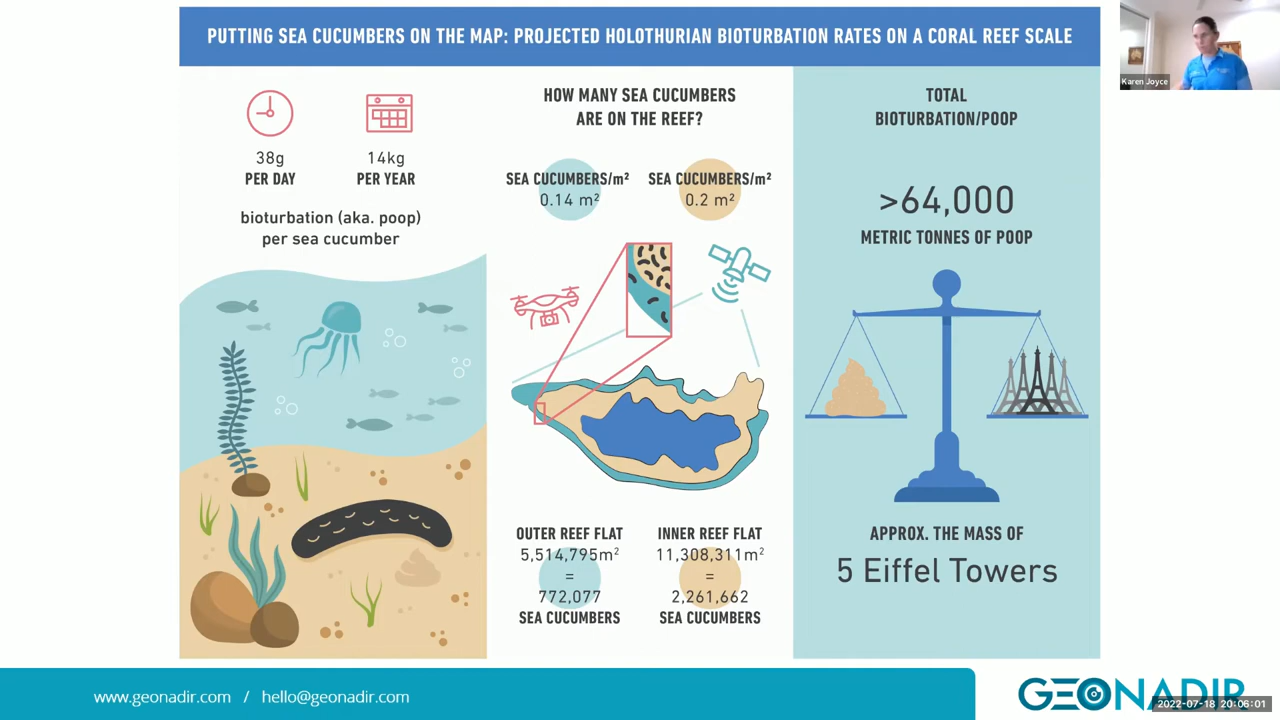 PUTTING SEA CUCUMBERS ON THE MAP: PROJECTED HOLOTHURIAN BIOTURBATION RATES ON A CORAL REEF SCALE
Karen Joyce
38g
PER DAY
14kg
PER YEAR
bioturbation (aka. poop)
per sea cucumber
HOW MANY SEA CUCUMBERS
ARE ON THE REEF?
SEA CUCUMBERS/m²
0.14 m²
SEA CUCUMBERS/m²
0.2 m²
OUTER REEF FLAT
5,514,795m²
=
772,077
SEA CUCUMBERS
INNER REEF FLAT
11,308,311m²
=
2,261,662
SEA CUCUMBERS
TOTAL
BIOTURBATION/POOP
>64,000
METRIC TONNES OF POOP
APPROX. THE MASS OF
5 Eiffel Towers
www.geonadir.com / hello@geonadir.com
GEONADIR
2022-07-18 20:06:01